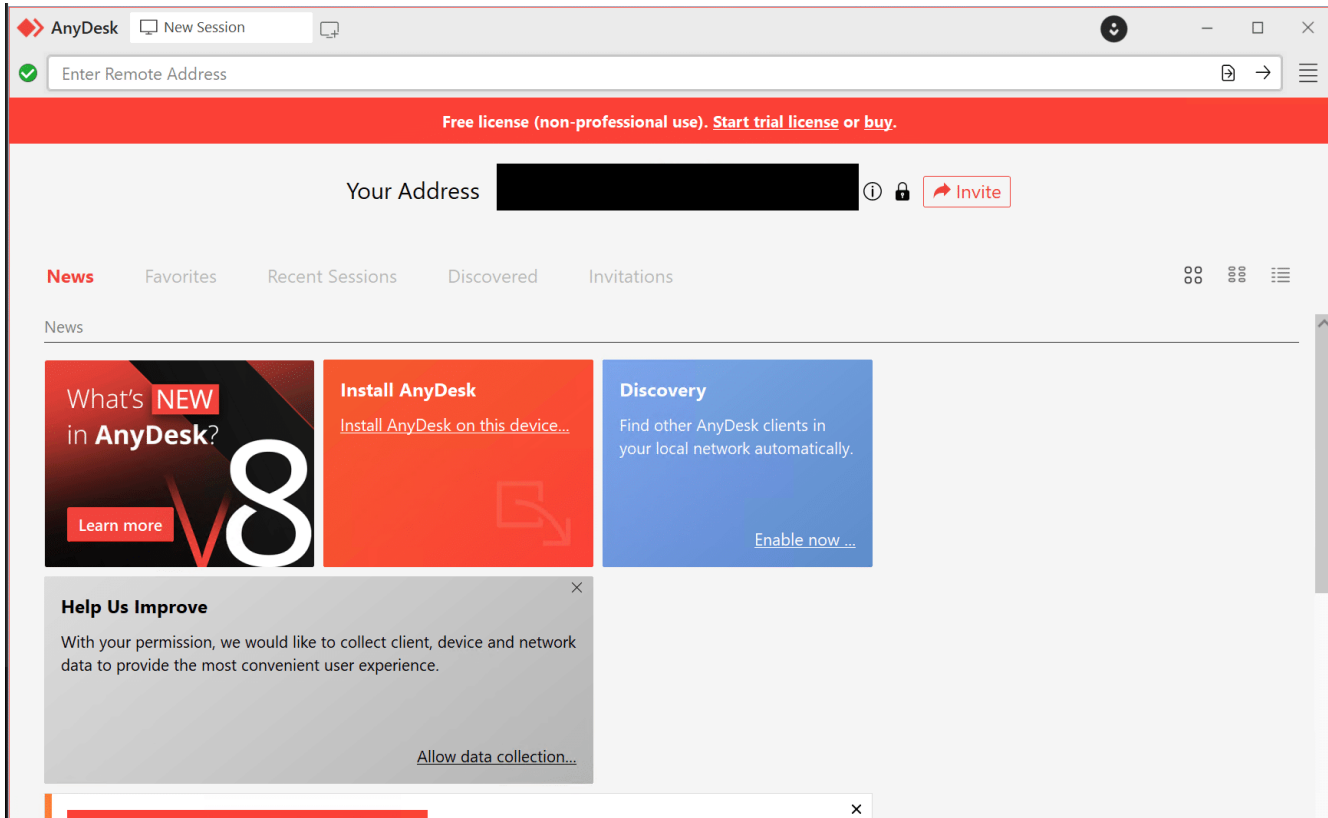 AnyDesk New Session
Enter Remote Address
Free license (non-professional use). Start trial license or buy.
Your Address Invite
News Favorites Recent Sessions Discovered Invitations
News
What's NEW
in AnyDesk?
V8
Learn more
Install AnyDesk
Install AnyDesk on this device...
Discovery
Find other AnyDesk clients in
your local network automatically.
Enable now ...
Help Us Improve
With your permission, we would like to collect client, device and network
data to provide the most convenient user experience.
Allow data collection...